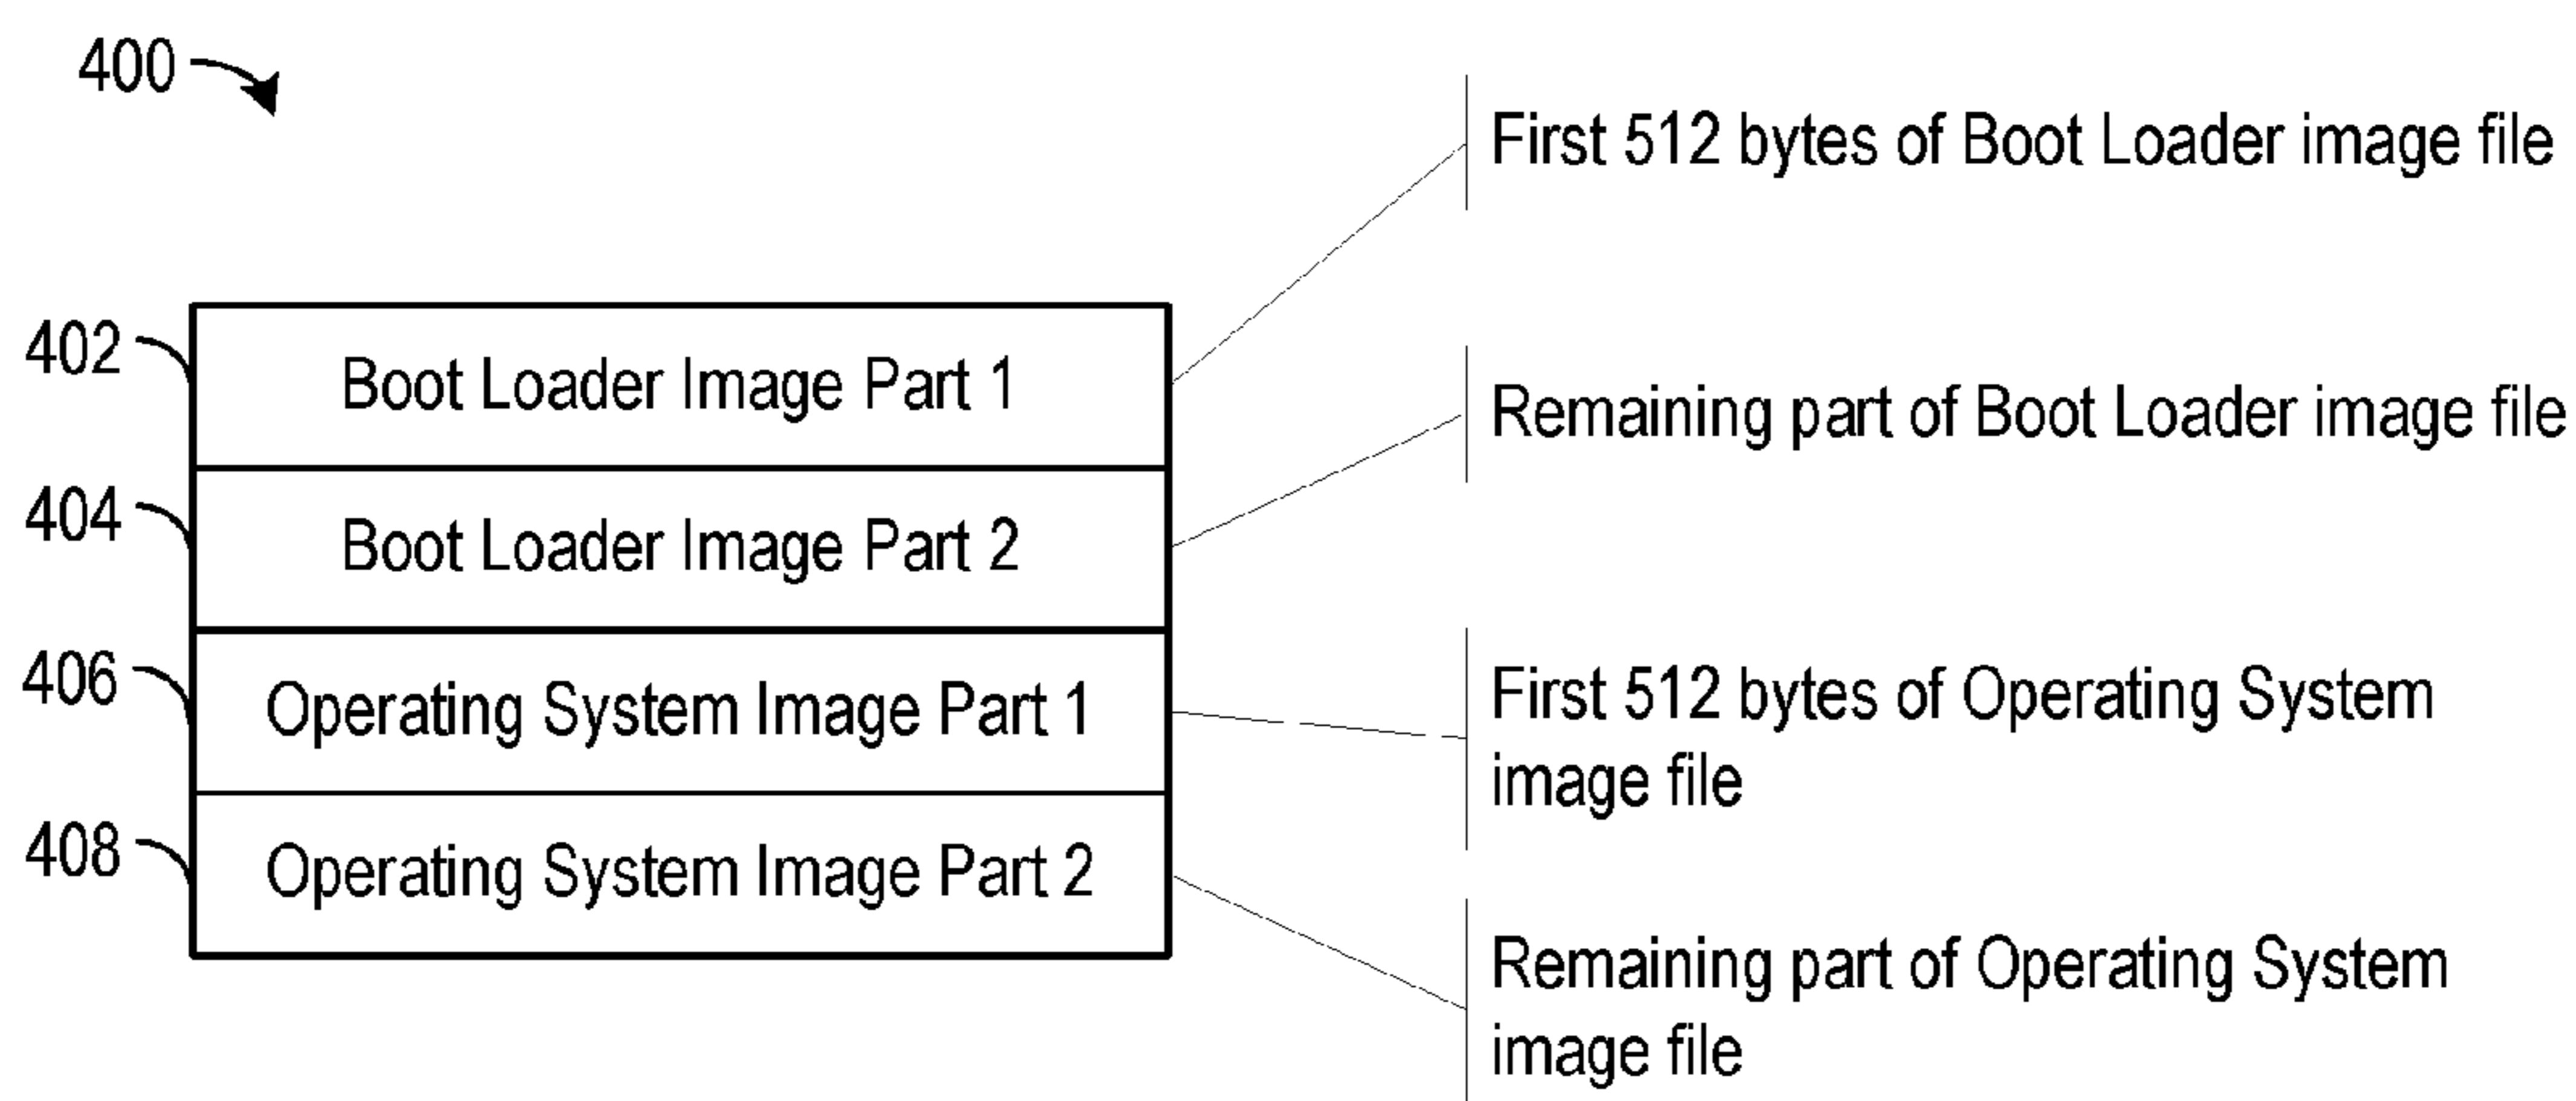 400
First 512 bytes of Boot Loader image file
402
Boot Loader Image Part 1
Remaining part of Boot Loader image file
404
Boot Loader Image Part 2
406
Operating System Image Part 1
First 512 bytes of Operating System
image file
408
Operating System Image Part 2
Remaining part of Operating System
image file